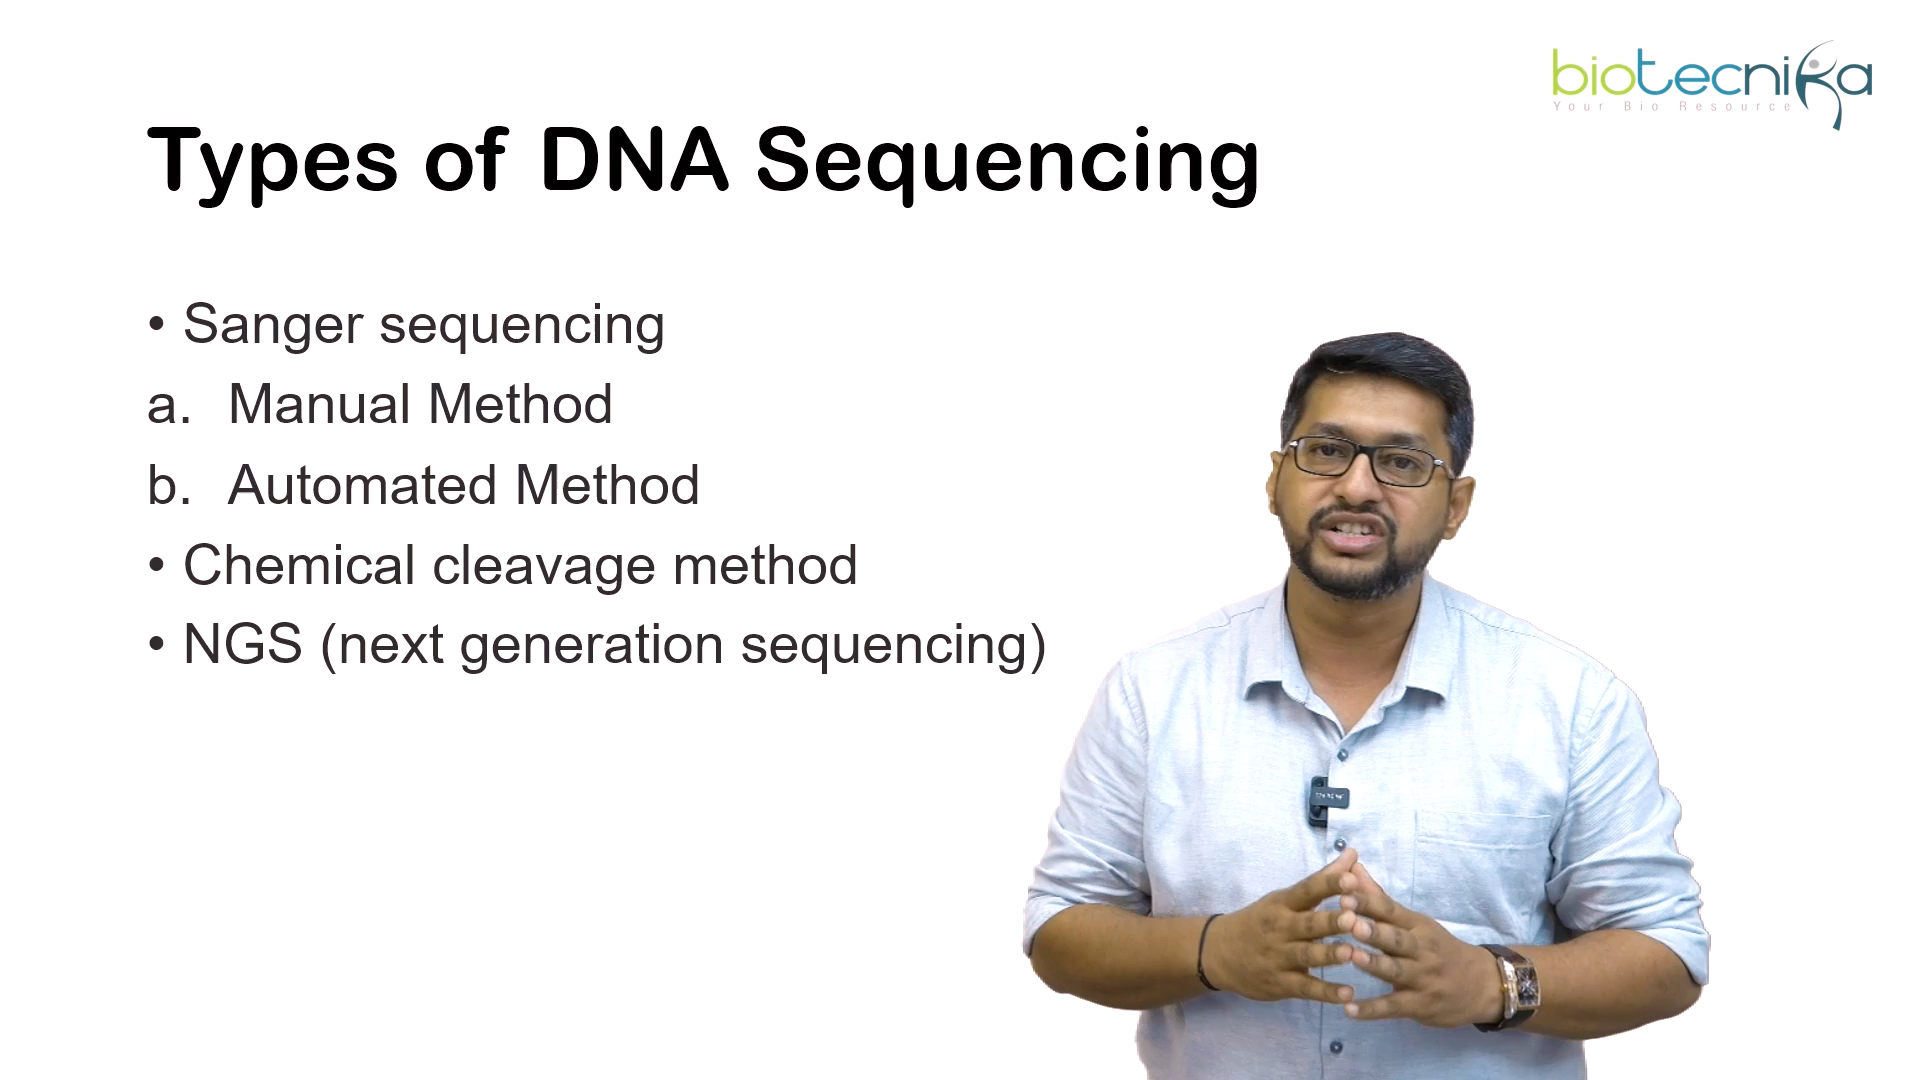 biotecnika
Your Bio Resource
Types of DNA Sequencing
• Sanger sequencing
a. Manual Method
b. Automated Method
• Chemical cleavage method
• NGS (next generation sequencing)